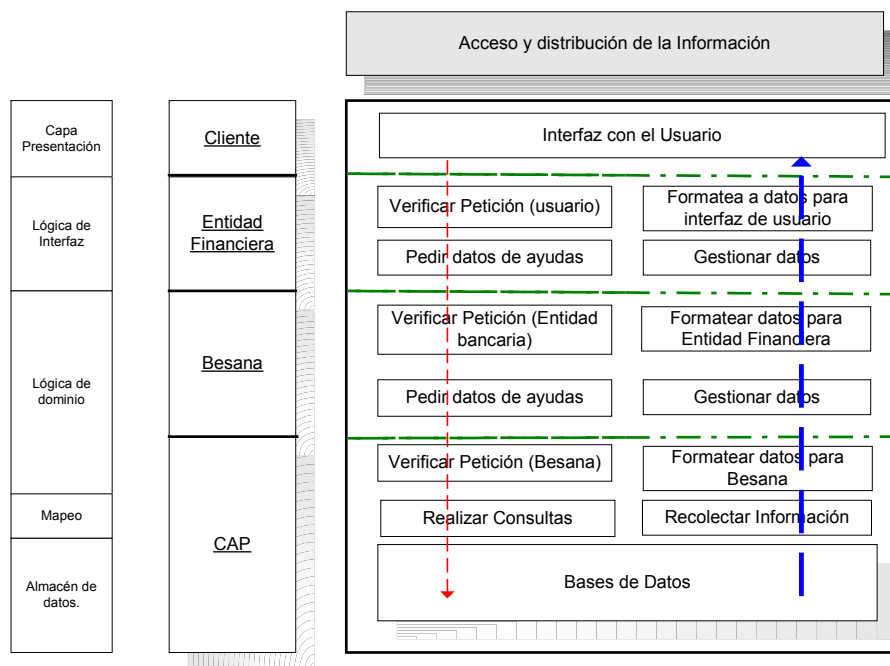 Acceso y distribución de la Información
Capa
Presentación
Cliente
Interfaz con el Usuario
Lógica de
Interfaz
Entidad
Financiera
Verificar Petición (usuario)
Formatea a datos para
interfaz de usuario
Pedir datos de ayudas
Gestionar datos
Lógica de
dominio
Besana
Verificar Petición (Entidad
bancaria)
Formatear datos para
Entidad Financiera
Pedir datos de ayudas
Gestionar datos
Mapeo
Almacén de
datos.
CAP
Verificar Petición (Besana)
Formatear datos para
Besana
Realizar Consultas
Recolectar Información
Bases de Datos